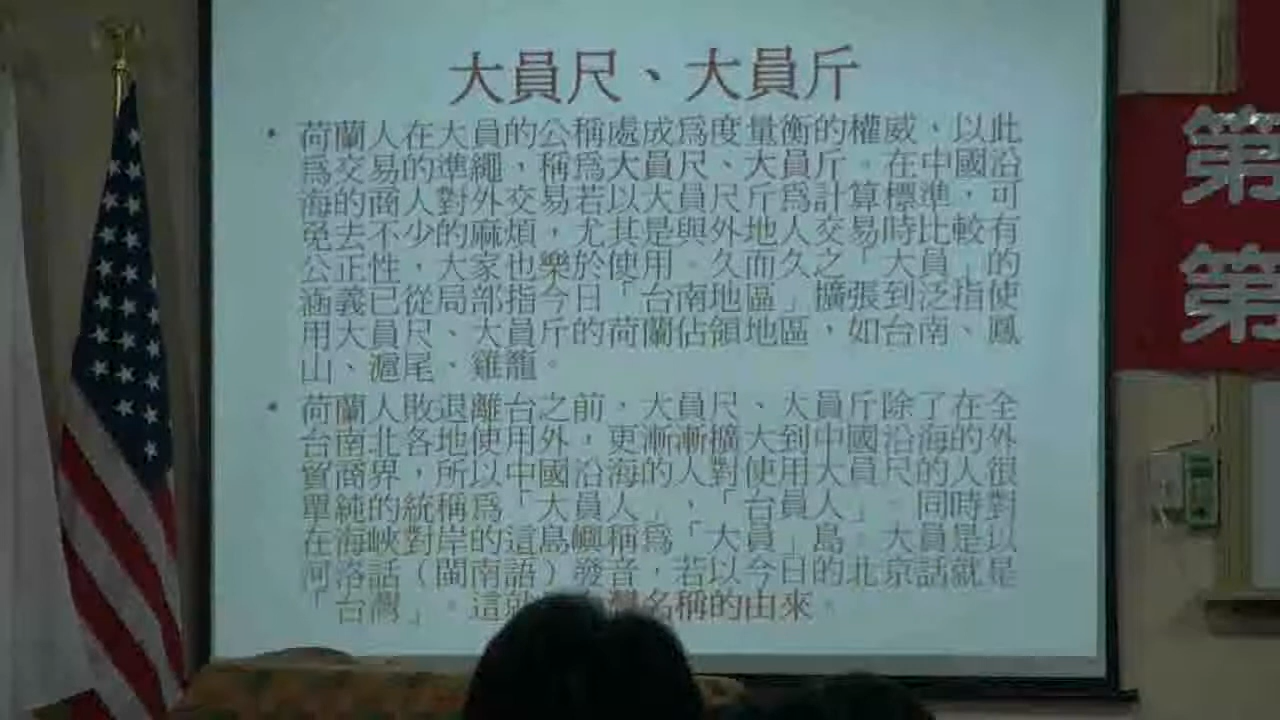 大員尺、大員斤
• 荷蘭人在大員的公稱處成為度量衡的權威、以此
為交易的準繩，稱為大員尺、大員斤。在中國沿
海的商人對外交易若以大員尺斤為計算標準，可
免去不少的麻煩，尤其是與外地人交易時比較有
公正性，大家也樂於使用。久而久之「大員」的
涵義已從局部指今日「台南地區」擴張到泛指使
用大員尺、大員斤的荷蘭佔領地區，如台南、鳳
山、滬尾、雞籠。
• 荷蘭人敗退離台之前，大員尺、大員斤除了在全
台南北各地使用外，更漸漸擴大到中國沿海的外
貿商界，所以中國沿海的人對使用大員尺的人很
單純的統稱為「大員人」、「台員人」。同時對
在海峽對岸的這島嶼稱為「大員」島。大員是以
河洛話（閩南語）發音，若以今日的北京話就是
「台灣」。這 灣名稱的由來。
第
第